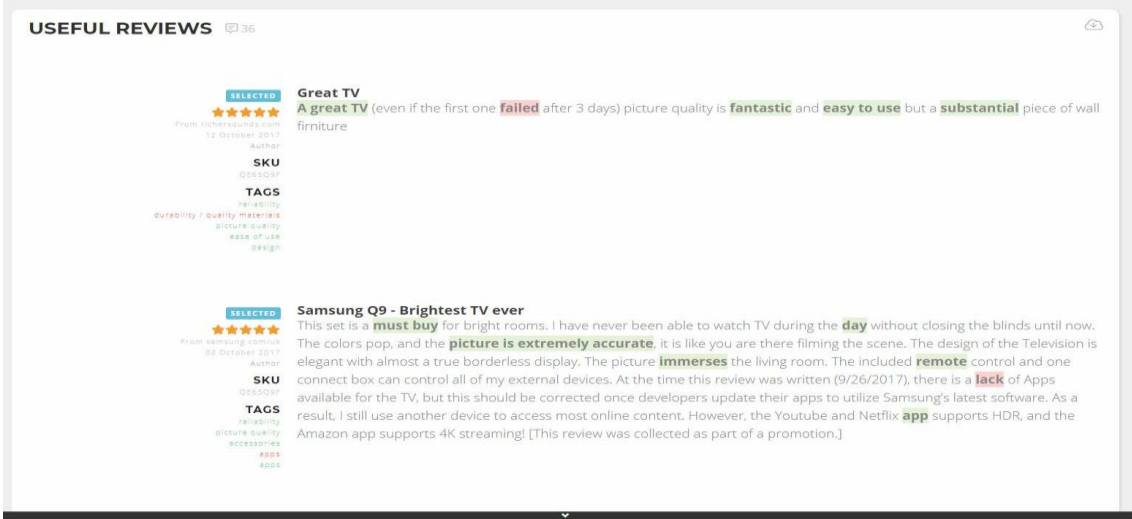 USEFUL REVIEWS 36
SELECTED
From richersounds.com
12 October 2017
Author
SKU
QE65Q9F
TAGS
reliability
durability / quality materials
picture quality
ease of use
design
Great TV
A great TV (even if the first one failed after 3 days) picture quality is fantastic and easy to use but a substantial piece of wall
firniture
SELECTED
From samsung.com/uk
02 October 2017
Author
SKU
QE65Q9F
TAGS
reliability
picture quality
accessories
apps
apps
Samsung Q9 - Brightest TV ever
This set is a must buy for bright rooms. I have never been able to watch TV during the day without closing the blinds until now.
The colors pop, and the picture is extremely accurate, it is like you are there filming the scene. The design of the Television is
elegant with almost a true borderless display. The picture immerses the living room. The included remote control and one
connect box can control all of my external devices. At the time this review was written (9/26/2017), there is a lack of Apps
available for the TV, but this should be corrected once developers update their apps to utilize Samsung's latest software. As a
result, I still use another device to access most online content. However, the Youtube and Netflix app supports HDR, and the
Amazon app supports 4K streaming! [This review was collected as part of a promotion.]